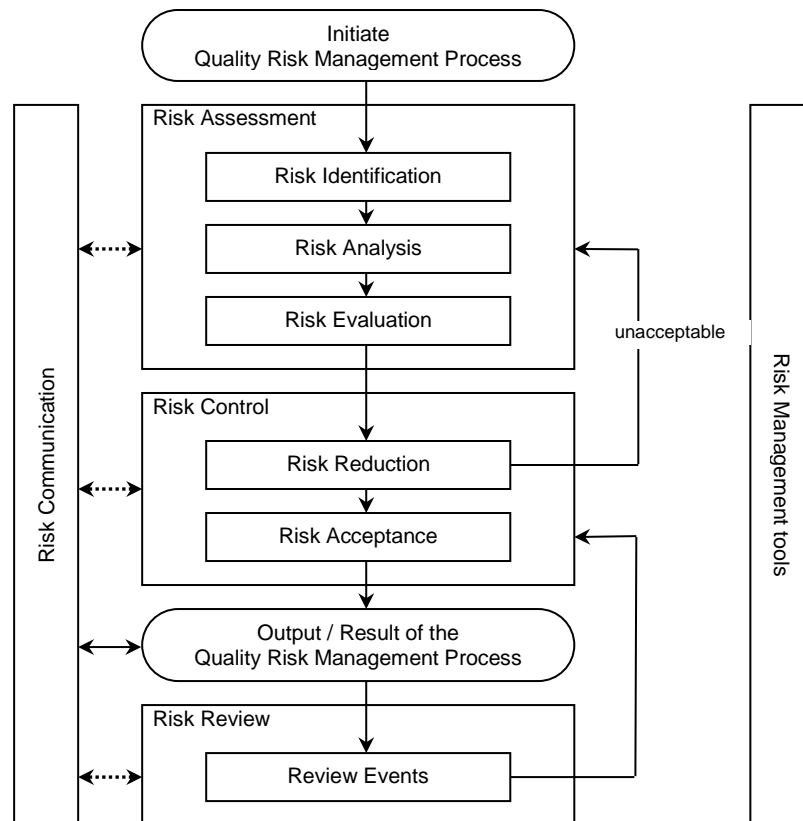 Initiate
Quality Risk Management Process
Risk Assessment
Risk Identification
Risk Analysis
Risk Evaluation
unacceptable
Risk Control
Risk Reduction
Risk Acceptance
Output / Result of the
Quality Risk Management Process
Risk Review
Review Events
Risk Communication
Risk Management tools